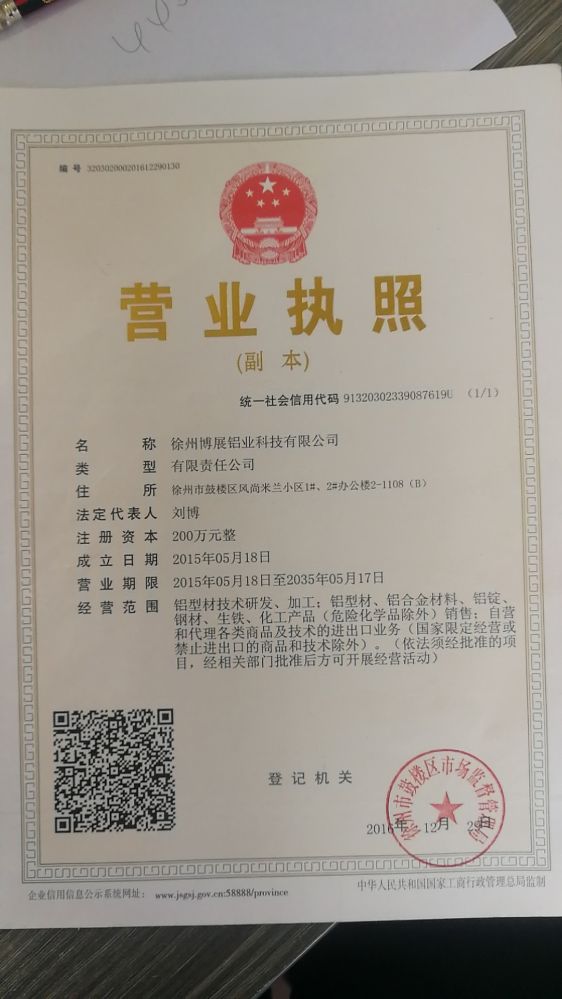 443
编 号 320302000201612290130
营业执照
(副 本)
统一社会信用代码 91320302339087619U (1/1)
名 称 徐州博展铝业科技有限公司
类 型 有限责任公司
住 所 徐州市鼓楼区风尚米兰小区1#、2#办公楼2-1108（B）
法定代表人 刘博
注册资本 200万元整
成立日期 2015年05月18日
营业期限 2015年05月18日至2035年05月17日
经营范围 铝型材技术研发、加工；铝型材、铝合金材料、铝锭、
钢材、生铁、化工产品（危险化学品除外）销售；自营
和代理各类商品及技术的进出口业务（国家限定经营或
禁止进出口的商品和技术除外）。（依法须经批准的项
目，经相关部门批准后方可开展经营活动）
登记机关
徐州市鼓楼区市场监督管理局
2016年 12月 29日
企业信用信息公示系统网址： www.jsgsj.gov.cn:58888/province
中华人民共和国国家工商行政管理总局监制